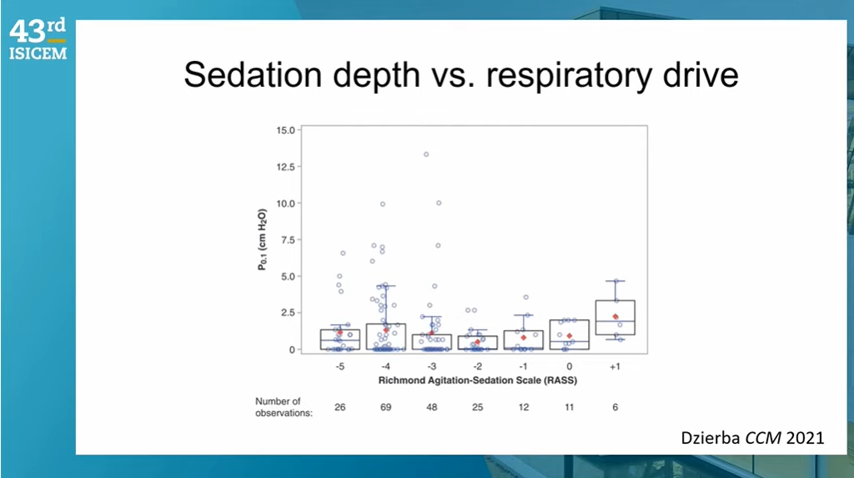 43rd
ISICEM
Sedation depth vs. respiratory drive
15.0
12.5
10.0
7.5
5.0
2.5
0
P0.1 (cm H2O)
-5 -4 -3 -2 -1 0 +1
Richmond Agitation-Sedation Scale (RASS)
Number of
observations: 26 69 48 25 12 11 6
Dzierba CCM 2021